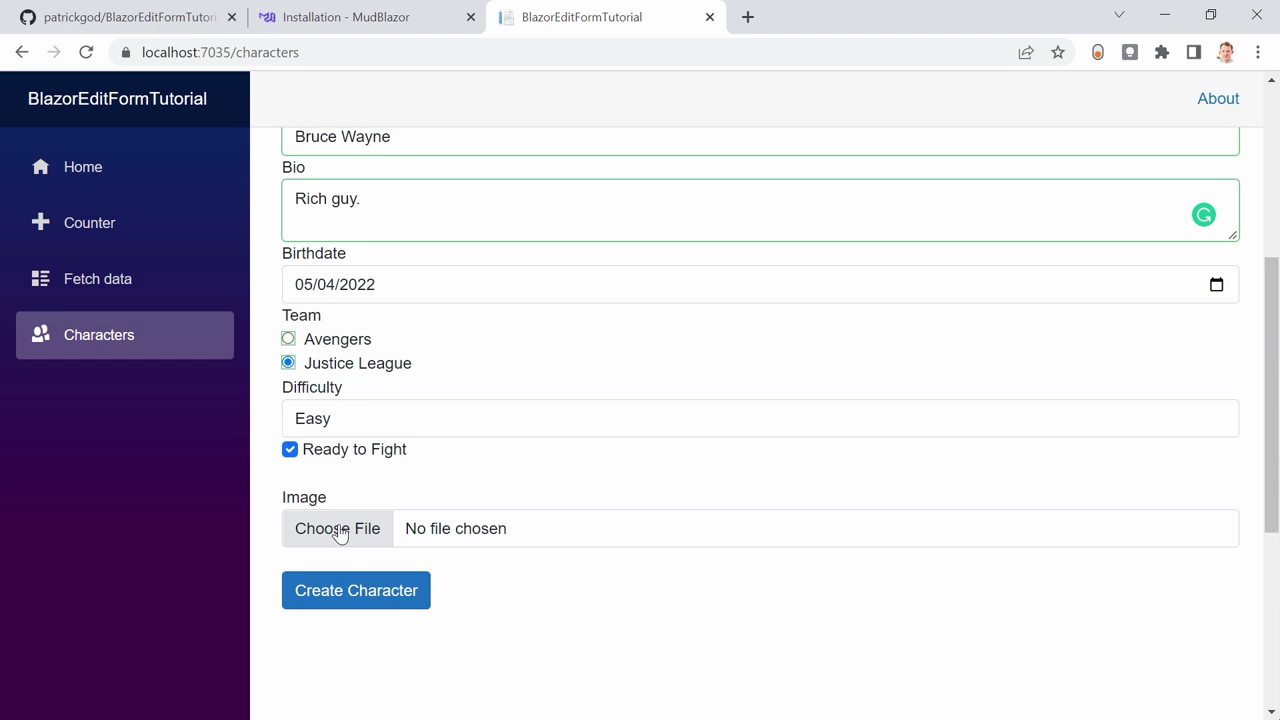 patrickgod/BlazorEditFormTutori
Installation - MudBlazor
BlazorEditFormTutorial
localhost:7035/characters
BlazorEditFormTutorial
About
Home
Counter
Fetch data
Characters
Bruce Wayne
Bio
Rich guy.
Birthdate
05/04/2022
Team
Avengers
Justice League
Difficulty
Easy
Ready to Fight
Image
Choose File
No file chosen
Create Character